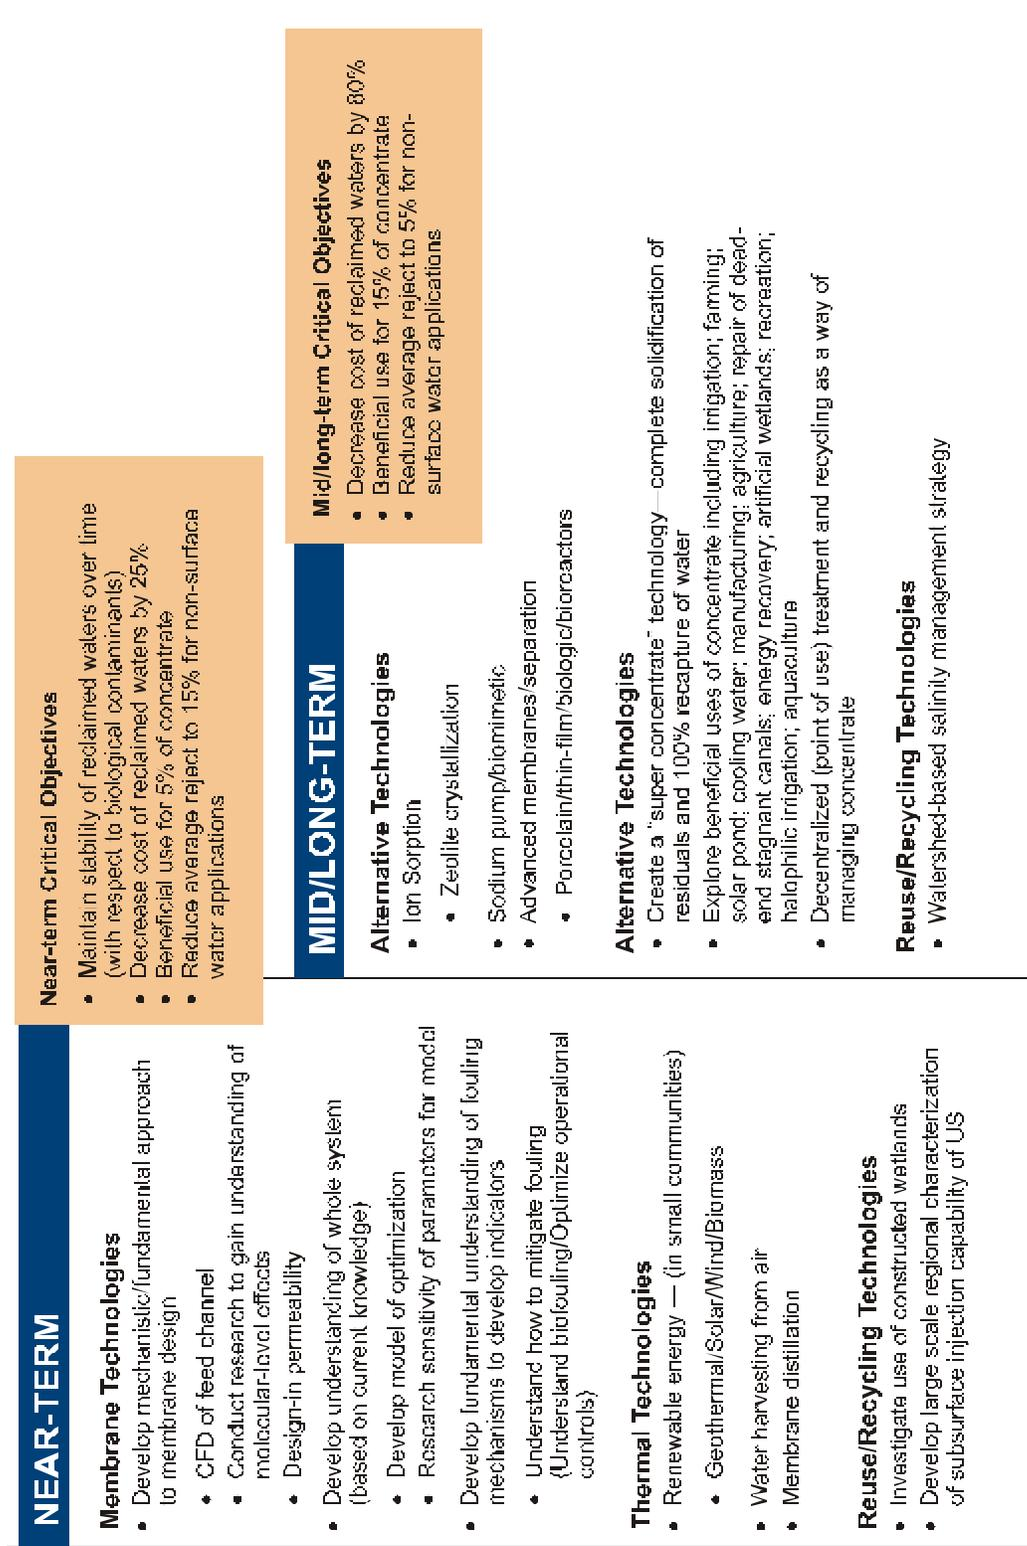 NEAR-TERM
Near-term Critical Objectives
• Maintain stability of reclaimed waters over time
(with respect to biological contaminants)
• Decrease cost of reclaimed waters by 25%
• Beneficial use for 5% of concentrate
• Reduce average reject to 15% for non-surface
water applications
Membrane Technologies
• Develop mechanistic/fundamental approach
to membrane design
• CFD of feed channel
• Conduct research to gain understanding of
molecular-level effects
• Design-in permeability
• Develop understanding of whole system
(based on current knowledge)
• Develop model of optimization
• Research sensitivity of parameters for model
• Develop fundamental understanding of fouling
mechanisms to develop indicators
• Understand how to mitigate fouling
(Understand biofouling/Optimize operational
controls)
Thermal Technologies
• Renewable energy — (in small communities)
• Geothermal/Solar/Wind/Biomass
• Water harvesting from air
• Membrane distillation
Reuse/Recycling Technologies
• Investigate use of constructed wetlands
• Develop large scale regional characterization
of subsurface injection capability of US
MID/LONG-TERM
Mid/long-term Critical Objectives
• Decrease cost of reclaimed waters by 80%
• Beneficial use for 15% of concentrate
• Reduce average reject to 5% for non-
surface water applications
Alternative Technologies
• Ion Sorption
• Zeolite crystallization
• Sodium pump/biomimetic
• Advanced membranes/separation
• Porcelain/thin-film/biologic/bioreactors
Alternative Technologies
• Create a "super concentrate" technology—complete solidification of
residuals and 100% recapture of water
• Explore beneficial uses of concentrate including irrigation; farming;
solar pond; cooling water; manufacturing; agriculture; repair of dead-
end stagnant canals; energy recovery; artificial wetlands; recreation;
halophilic irrigation; aquaculture
• Decentralized (point of use) treatment and recycling as a way of
managing concentrate
Reuse/Recycling Technologies
• Watershed-based salinity management strategy